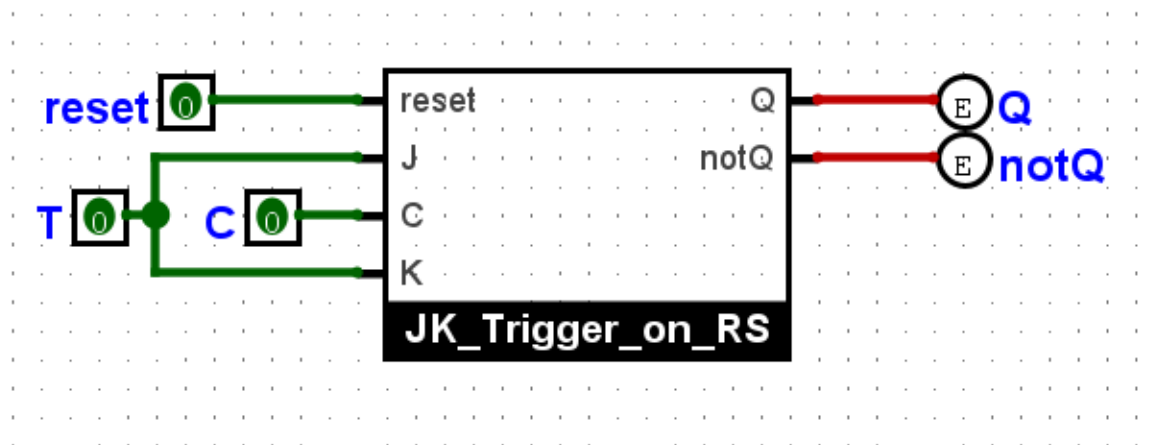 reset 0 reset Q E Q
J notQ E notQ
T 0 C 0 C
K
JK_Trigger_on_RS